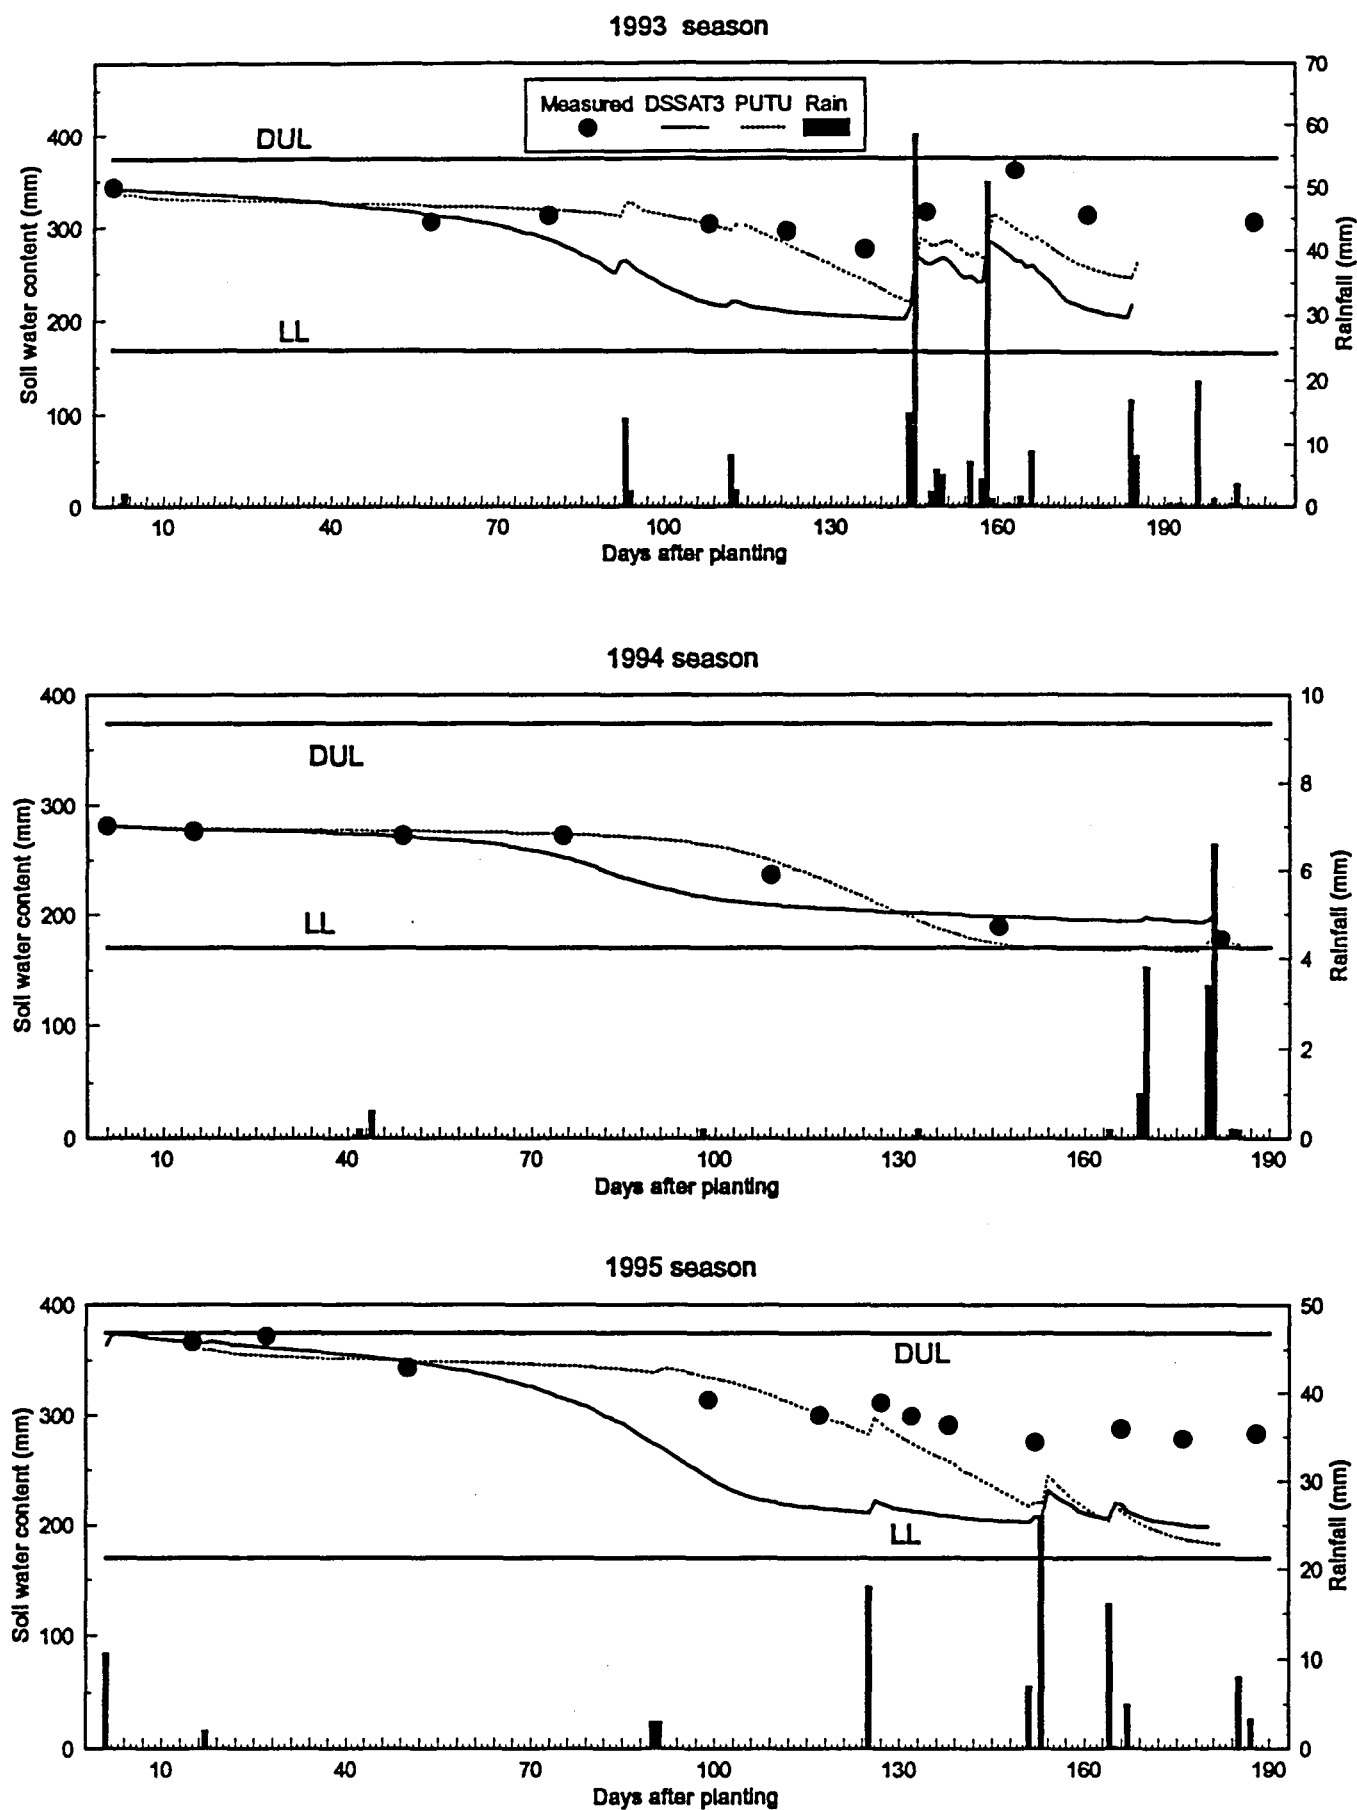 1993 season
Measured DSSAT3 PUTU Rain
DUL
LL
70
60
50
40
30
20
10
0
400
300
200
100
0
Soil water content (mm)
Rainfall (mm)
10 40 70 100 130 160 190
Days after planting
1994 season
DUL
LL
400
300
200
100
0
10
8
6
4
2
0
Soil water content (mm)
Rainfall (mm)
10 40 70 100 130 160 190
Days after planting
1995 season
DUL
LL
400
300
200
100
0
50
40
30
20
10
0
Soil water content (mm)
Rainfall (mm)
10 40 70 100 130 160 190
Days after planting